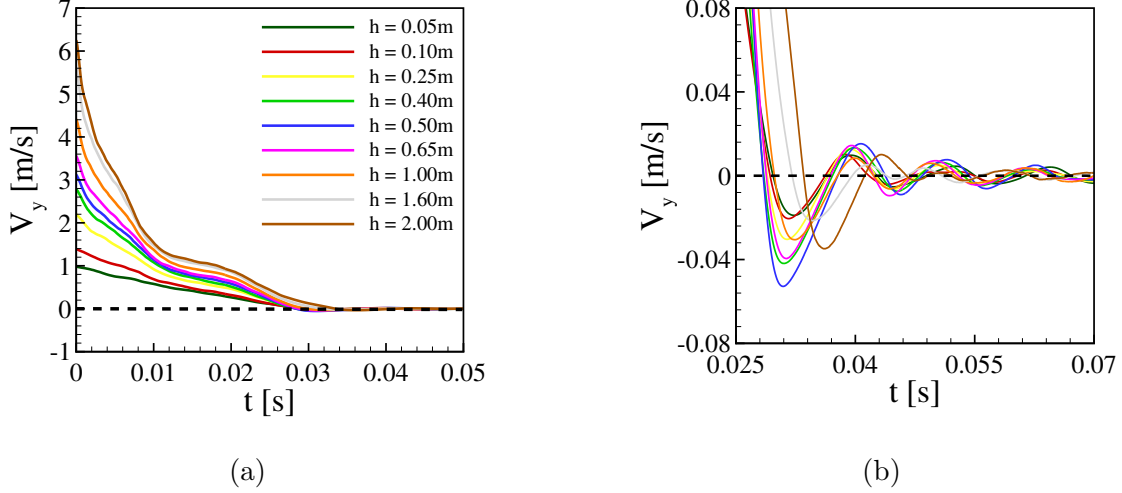 7
6
5
4
3
2
1
0
-1
V_y [m/s]
h = 0.05m
h = 0.10m
h = 0.25m
h = 0.40m
h = 0.50m
h = 0.65m
h = 1.00m
h = 1.60m
h = 2.00m
0 0.01 0.02 0.03 0.04 0.05
t [s]
(a)
0.08
0.04
0
-0.04
-0.08
V_y [m/s]
0.025 0.04 0.055 0.07
t [s]
(b)